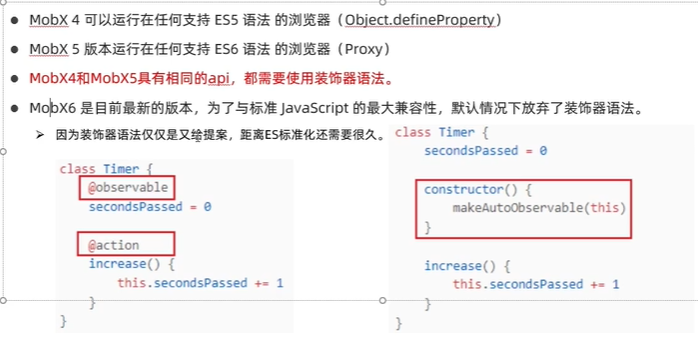 ● MobX 4 可以运行在任何支持 ES5 语法 的浏览器（Object.defineProperty）
● MobX 5 版本运行在任何支持 ES6 语法 的浏览器（Proxy）
● MobX4和MobX5具有相同的api，都需要使用装饰器语法。
● MobX6 是目前最新的版本，为了与标准 JavaScript 的最大兼容性，默认情况下放弃了装饰器语法。
➢ 因为装饰器语法仅仅是又绘提案，距离ES标准化还需要很久。
class Timer {
@observable
secondsPassed = 0
@action
increase() {
this.secondsPassed += 1
}
}
class Timer {
secondsPassed = 0
constructor() {
makeAutoObservable(this)
}
increase() {
this.secondsPassed += 1
}
}